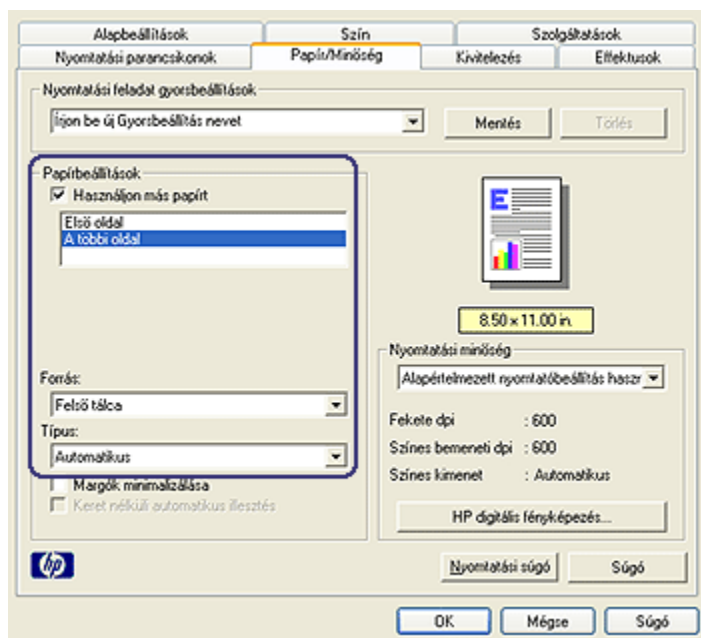 Alapbeállítások Szín Szolgáltatások
Nyomtatási parancsikonok Papír/Minőség Kivitelezés Effektusok
Nyomtatási feladat gyorsbeállítások
Írjon be új Gyorsbeállítás nevet Mentés Törlés
Papírbeállítások
Használjon más papírt
Első oldal
A többi oldal
E
8.50 × 11.00 in.
Nyomtatási minőség
Alapértelmezett nyomtatóbeállítás haszr
Forrás:
Felső tálca
Típus:
Automatikus
Fekete dpi : 600
Színes bemeneti dpi : 600
Színes kimenet : Automatikus
Margók minimalizálása
Keret nélküli automatikus illesztés
HP digitális fényképezés...
hp
Nyomtatási súgó Súgó
OK Mégse Súgó